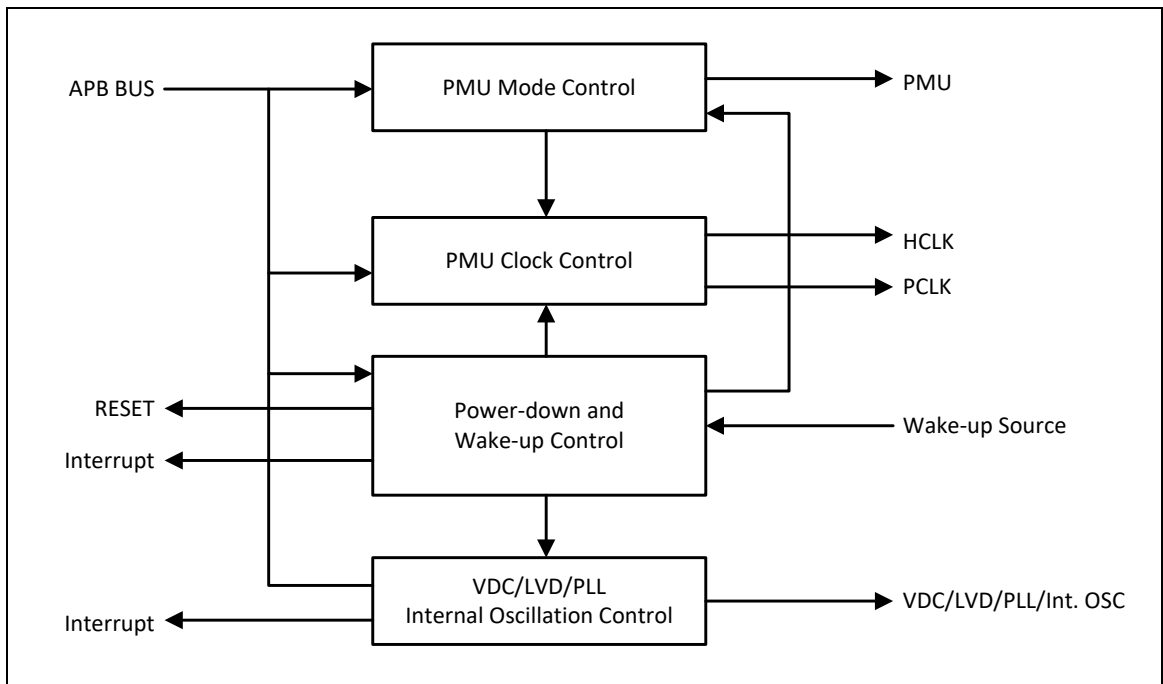 APB BUS
PMU Mode Control
PMU
PMU Clock Control
HCLK
PCLK
RESET
Interrupt
Power-down and
Wake-up Control
Wake-up Source
Interrupt
VDC/LVD/PLL
Internal Oscillation Control
VDC/LVD/PLL/Int. OSC